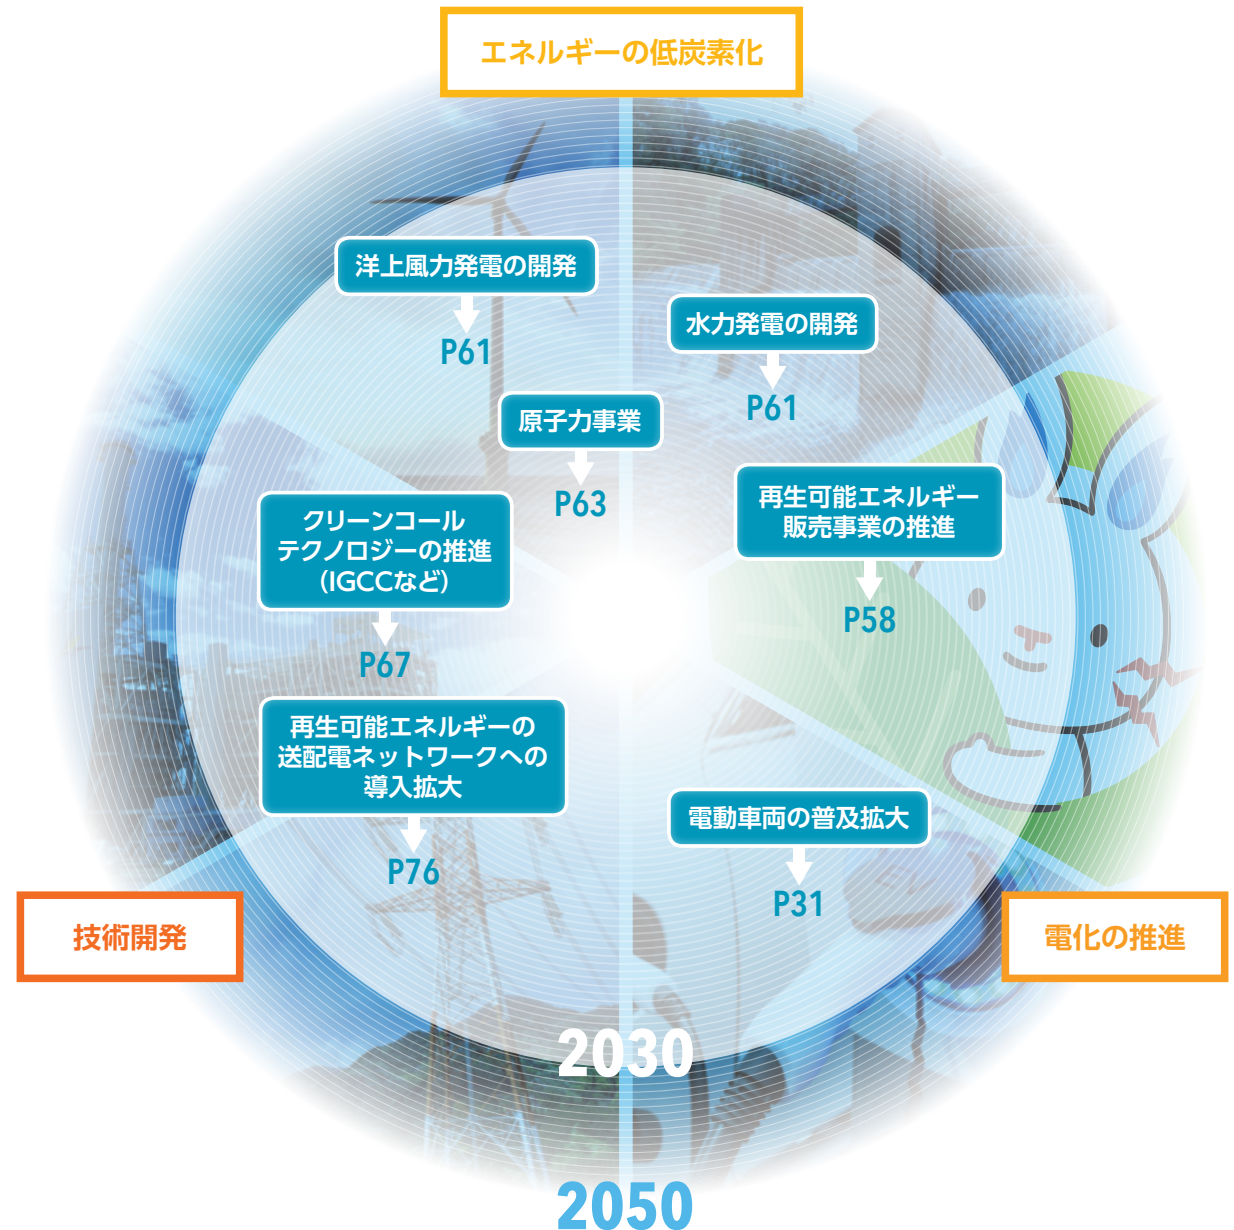 エネルギーの低炭素化
洋上風力発電の開発
P61
水力発電の開発
P61
原子力事業
P63
再生可能エネルギー
販売事業の推進
P58
クリーンコール
テクノロジーの推進
（IGCCなど）
P67
再生可能エネルギーの
送配電ネットワークへの
導入拡大
P76
電動車両の普及拡大
P31
技術開発
電化の推進
2030
2050